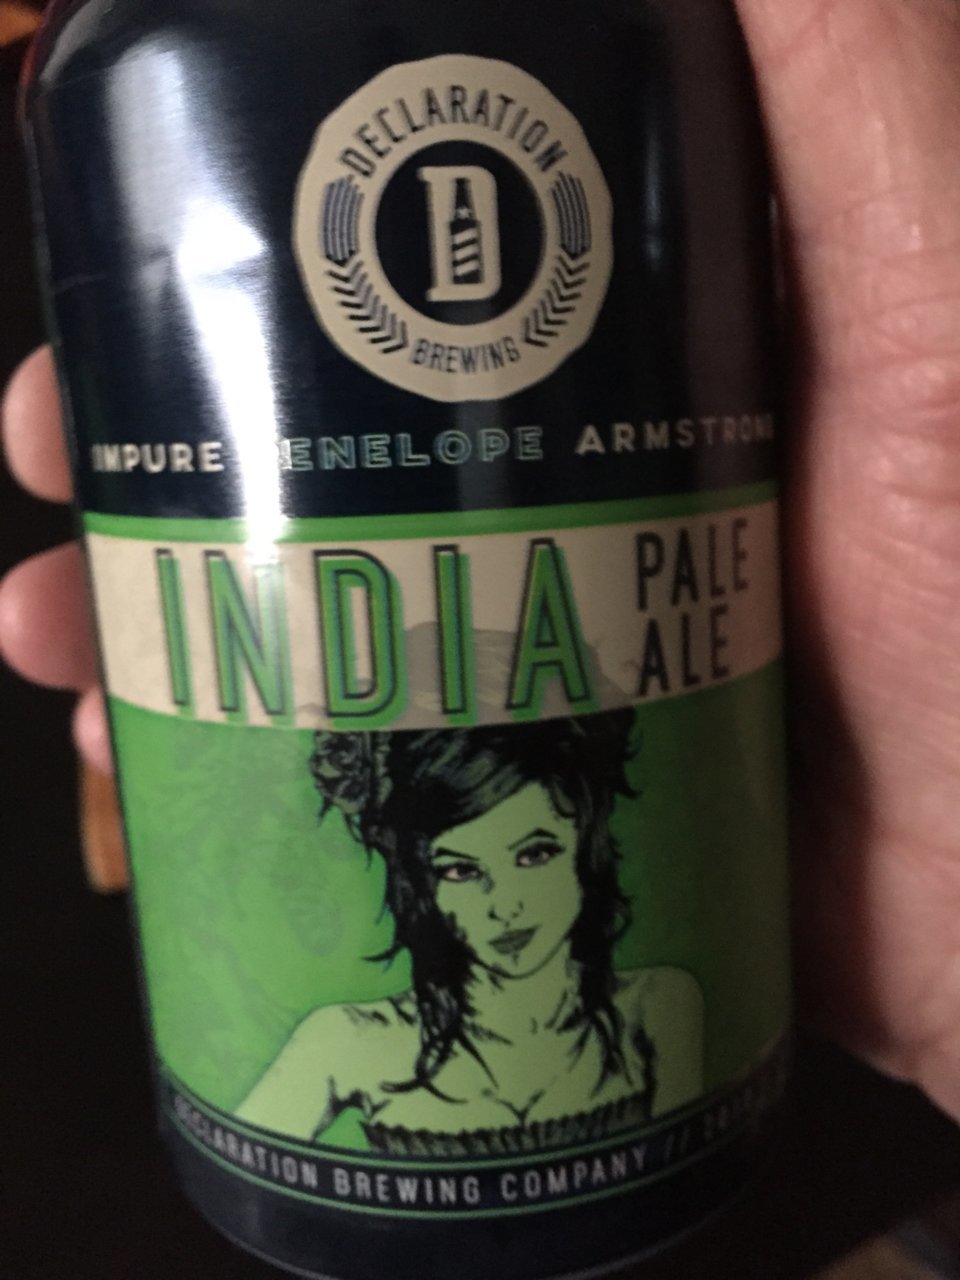 DECLARATION
D
BREWING
IMPURE PENELOPE ARMSTRONG
INDIA PALE ALE
DECLARATION BREWING COMPANY //